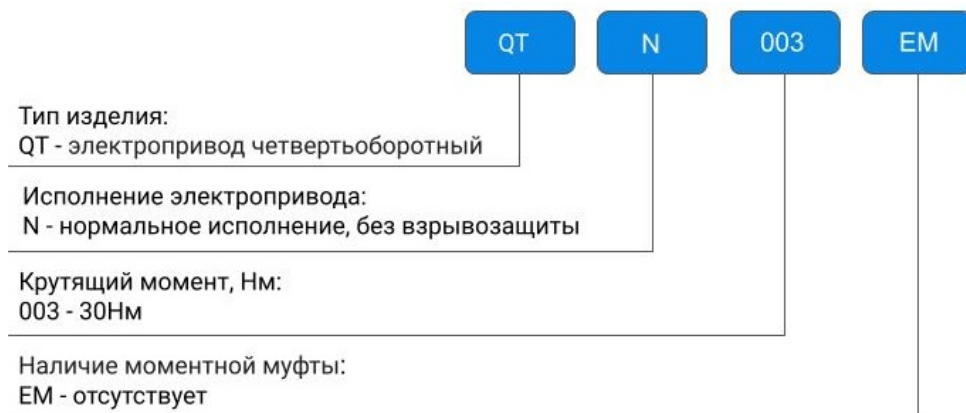 QT N 003 EM
Тип изделия:
QT - электропривод четвертьоборотный
Исполнение электропривода:
N - нормальное исполнение, без взрывозащиты
Крутящий момент, Нм:
003 - 30Нм
Наличие моментной муфты:
EM - отсутствует